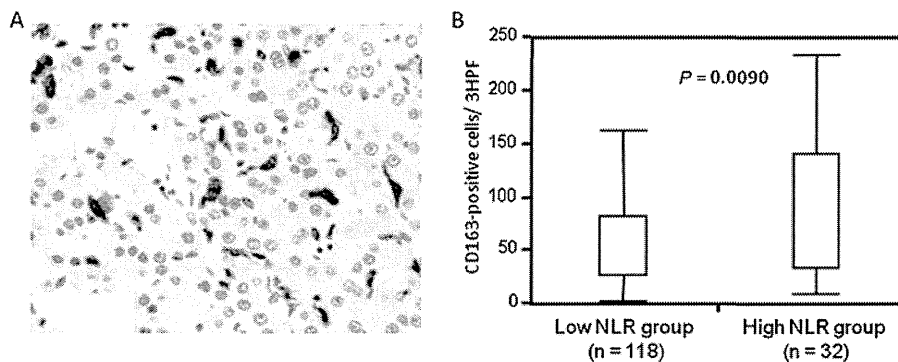 A
B
250
200
150
100
50
0
CD163-positive cells/ 3HPF
P = 0.0090
Low NLR group
(n = 118)
High NLR group
(n = 32)